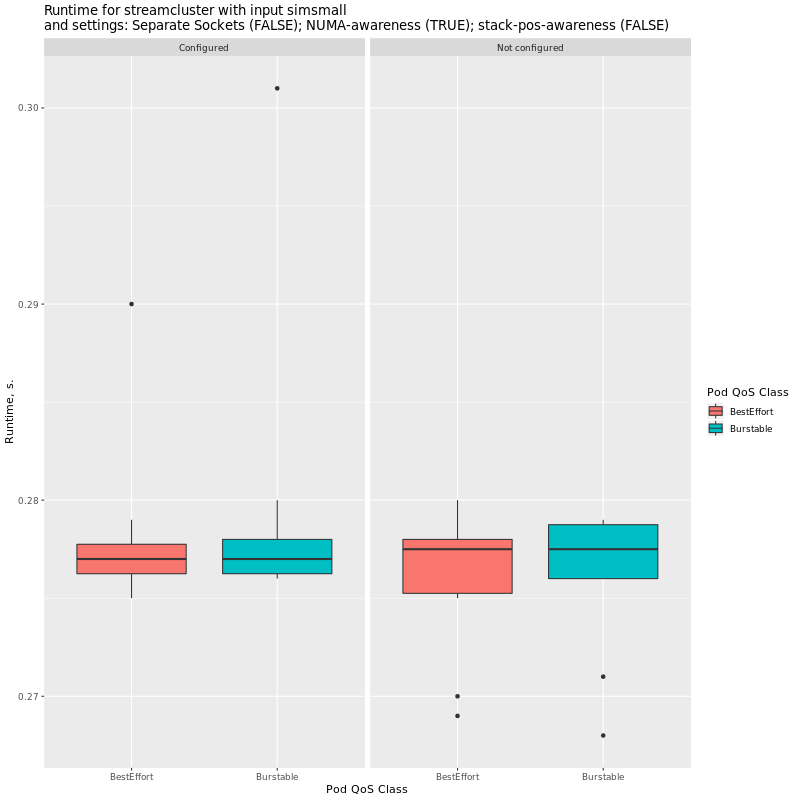 Runtime for streamcluster with input simsmall
and settings: Separate Sockets (FALSE); NUMA-awareness (TRUE); stack-pos-awareness (FALSE)
Configured
Not configured
0.30
0.29
0.28
0.27
Runtime, s.
BestEffort
Burstable
BestEffort
Burstable
Pod QoS Class
Pod QoS Class
BestEffort
Burstable